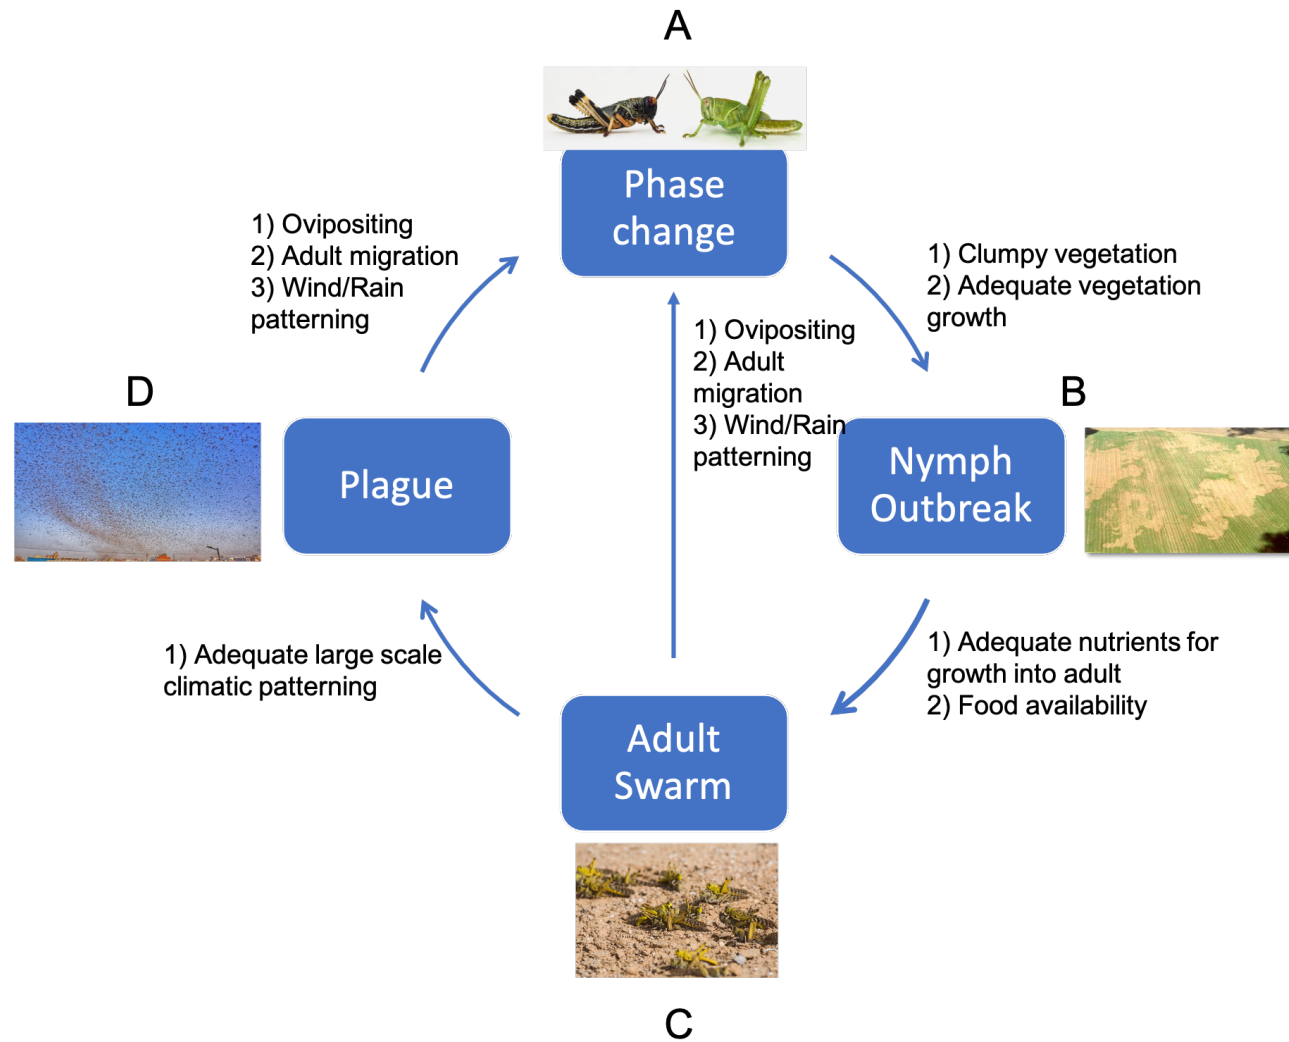 A
Phase
change
1) Ovipositing
2) Adult migration
3) Wind/Rain
patterning
1) Clumpy vegetation
2) Adequate vegetation
growth
1) Ovipositing
2) Adult
migration
3) Wind/Rain
patterning
D
B
Plague
Nymph
Outbreak
1) Adequate large scale
climatic patterning
1) Adequate nutrients for
growth into adult
2) Food availability
Adult
Swarm
C